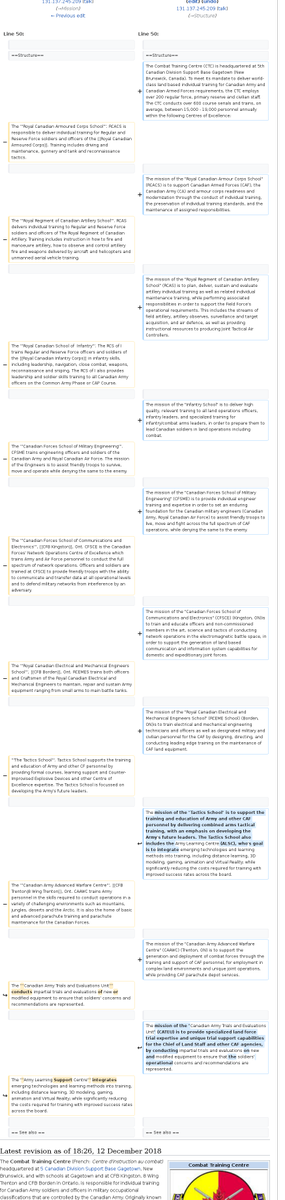 131.137.245.209 (talk)
(→Mission)
← Previous edit
(edit) (undo)
131.137.245.209 (talk)
(→Structure)
Line 50:
Line 50:
==Structure==
==Structure==
The Combat Training Centre (CTC) is headquartered at 5th
Canadian Division Support Base Gagetown (New
Brunswick, Canada). To meet its mandate to deliver world-
class land based individual training for Canadian Army and
Canadian Armed Forces requirements, the CTC employs
over 200 regular force, primary reserve and civilian staff.
The CTC conducts over 600 course serials and trains, on
average, between 15,000 - 18,000 personnel annually
within the following Centres of Excellence:
The '''Royal Canadian Armoured Corps School'''. RCACS is
responsible to deliver individual training for Regular and
Reserve Force soldiers and officers of the [[Royal Canadian
Armoured Corps]]. Training includes driving and
maintenance, gunnery and tank and reconnaissance
tactics.
The mission of the "Royal Canadian Armour Corps School"
(RCACS) is to support Canadian Armed Forces (CAF), the
Canadian Army (CA) and armour corps readiness and
modernization through the conduct of individual training,
the preservation of individual training standards, and the
maintenance of assigned responsibilities.
The '''Royal Regiment of Canadian Artillery School'''. RCAS
delivers individual training to Regular and Reserve Force
soldiers and officers of The Royal Regiment of Canadian
Artillery. Training includes instruction in how to fire and
manoeuvre artillery, how to observe and control artillery
fire and weapons delivered by aircraft and helicopters and
unmanned aerial vehicle training.
The mission of the "Royal Regiment of Canadian Artillery
School" (RCAS) is to plan, deliver, sustain and evaluate
artillery individual training as well as related individual
maintenance training, while performing associated
responsibilities in order to support the Field Force's
operational requirements. This includes the streams of
field artillery, artillery observers, surveillance and target
acquisition, and air defence, as well as providing
instructional resources to producing Joint Tactical Air
Controllers.
The '''Royal Canadian School of Infantry'''. The RCS of I
trains Regular and Reserve Force officers and soldiers of
the [[Royal Canadian Infantry Corps]] in infantry skills,
including leadership, navigation, close combat, weapons,
reconnaissance and sniping. The RCS of I also provides
leadership and soldier skills training to all Canadian Army
officers on the Common Army Phase or CAF Course.
The mission of the "Infantry School" is to deliver high
quality, relevant training to all land operations officers,
infantry leaders, and specialized training for
infantry/combat arms leaders, in order to prepare them to
lead Canadian soldiers in land operations including
combat.
The '''Canadian Forces School of Military Engineering'''.
CFSME trains engineering officers and soldiers of the
Canadian Army and Royal Canadian Air Force. The mission
of the Engineers is to assist friendly troops to survive,
move and operate while denying the same to the enemy
The mission of the "Canadian Forces School of Military
Engineering" (CFSME) is to provide individual engineer
training and expertise in order to set an enduring
foundation for the Canadian military engineers (Canadian
Army, Royal Canadian Air Force) to assist friendly troops to
live, move and fight across the full spectrum of CAF
operations, while denying the same to the enemy.
The '''Canadian Forces School of Communications and
Electronics'''. [[CFB Kingston]], Ont. CFSCE is the Canadian
Forces' Network Operations Centre of Excellence which
trains Army and Air Force personnel to conduct the full
spectrum of network operations. Officers and soldiers are
trained at CFSCE to provide friendly troops with the ability
to communicate and transfer data at all operational levels
and to defend military networks from interference by an
adversary.
The mission of the "Canadian Forces School of
Communications and Electronics" (CFSCE) (Kingston, ON)is
to train and educate officers and non-commissioned
members in the art, science and tactics of conducting
network operations in the electromagnetic battle space, in
order to support the generation of land based
communication and information system capabilities for
domestic and expeditionary joint forces.
The '''Royal Canadian Electrical and Mechanical Engineers
School'''. [[CFB Borden]], Ont. RCEMES trains both officers
and Craftsmen of the Royal Canadian Electrical and
Mechanical Engineers to maintain, repair and sustain Army
equipment ranging from small arms to main battle tanks.
The mission of the "Royal Canadian Electrical and
Mechanical Engineers School" (RCEME School) (Borden,
ON)is to train electrical and mechanical engineering
technicians and officers as well as designated military and
civilian personnel for the CAF by designing, directing, and
conducting leading edge training on the maintenance of
CAF land equipment.
'''The Tactics School'''. Tactics School supports the training
and education of Army and other CF personnel by
providing formal courses, learning support and Counter-
Improvised Explosive Devices and other Centre of
Excellence expertise. The Tactics School is focussed on
developing the Army's future leaders.
The mission of the "Tactics School" is to support the
training and education of Army and other CAF
personnel by delivering combined arms tactical
training, with an emphasis on developing the
Army's future leaders. The Tactics School also
includes the Army Learning Centre (ALSC), who's goal
is to integrate emerging technologies and learning
methods into training, including distance learning, 3D
modeling, gaming, animation and Virtual Reality, while
significantly reducing the costs required for training with
improved success rates across the board.
The '''Canadian Army Advanced Warfare Centre'''. [[CFB
Trenton|8 Wing Trenton]], Ont. CAAWC trains army
personnel in the skills required to conduct operations in a
variety of challenging environments such as mountains,
jungles, deserts and the Arctic. It is also the home of basic
and advanced parachute training and parachute
maintenance for the Canadian Forces.
The mission of the "Canadian Army Advanced Warfare
Centre" (CAAWC) (Trenton, ON) is to support the
generation and deployment of combat forces through the
training and support of CAF personnel, for employment in
complex land environments and unique joint operations,
while providing CAF parachute depot services.
The '''Canadian Army Trials and Evaluations Unit'''
conducts impartial trials and evaluations of new or
modified equipment to ensure that soldiers' concerns and
recommendations are represented.
The mission of the "Canadian Army Trials and Evaluations
Unit" (CATEU) is to provide specialized land force
trial expertise and unique trial support capabilities
for the Chief of Land Staff and other CAF agencies,
by conducting impartial trials and evaluations on new
and modified equipment to ensure that the soldiers'
operational concerns and recommendations are
represented.
The '''Army Learning Support Centre''' integrates
emerging technologies and learning methods into training,
including distance learning, 3D modeling, gaming,
animation and Virtual Reality, while significantly reducing
the costs required for training with improved success rates
across the board.
== See also ==
== See also ==
Latest revision as of 18:26, 12 December 2018
The Combat Training Centre (French: Centre d'instruction au combat)
headquartered at 5 Canadian Division Support Base Gagetown, New
Brunswick, and with schools at Gagetown and at CFB Kingston, 8 Wing
Trenton and CFB Borden in Ontario, is responsible for individual training
for Canadian Army soldiers and officers in military occupational
classifications that are controlled by the Canadian Army. Originally known
Combat Training Centre